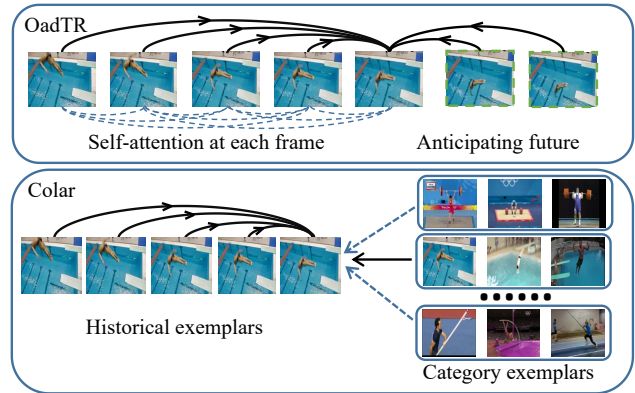 OadTR
Self-attention at each frame
Anticipating future
Colar
Historical exemplars
Category exemplars